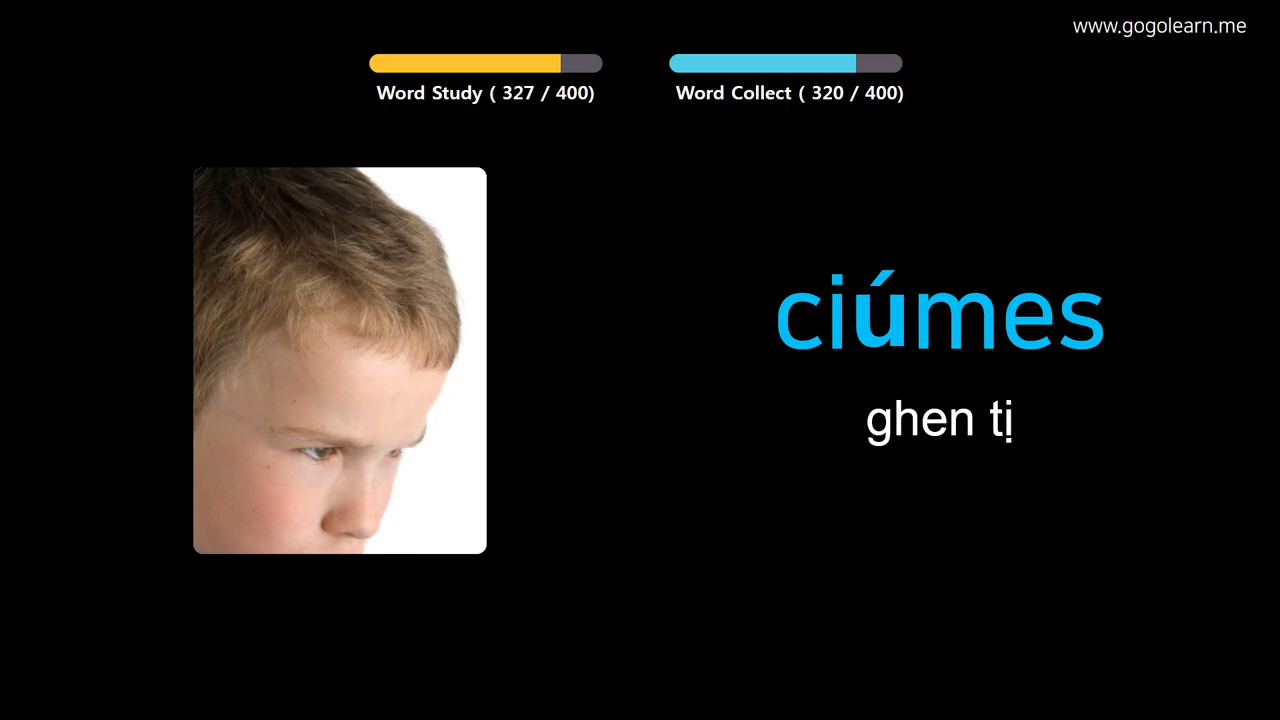 www.gogolearn.me
Word Study ( 327 / 400)
Word Collect ( 320 / 400)
ciúmes
ghen tị